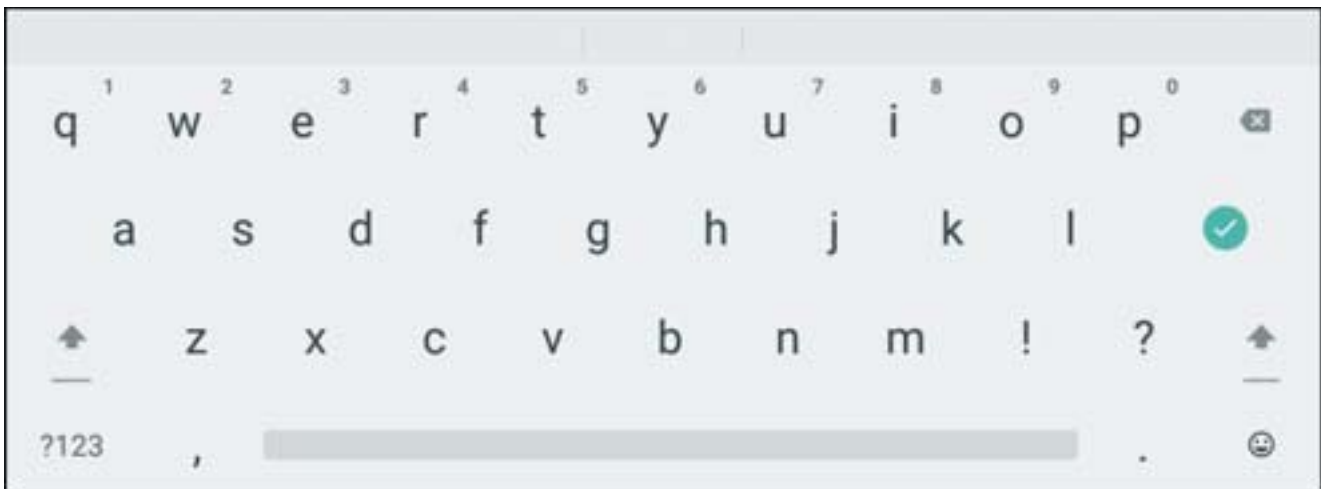 1 2 3 4 5 6 7 8 9 0
q w e r t y u i o p
a s d f g h j k l
z x c v b n m ! ?
?123 , .